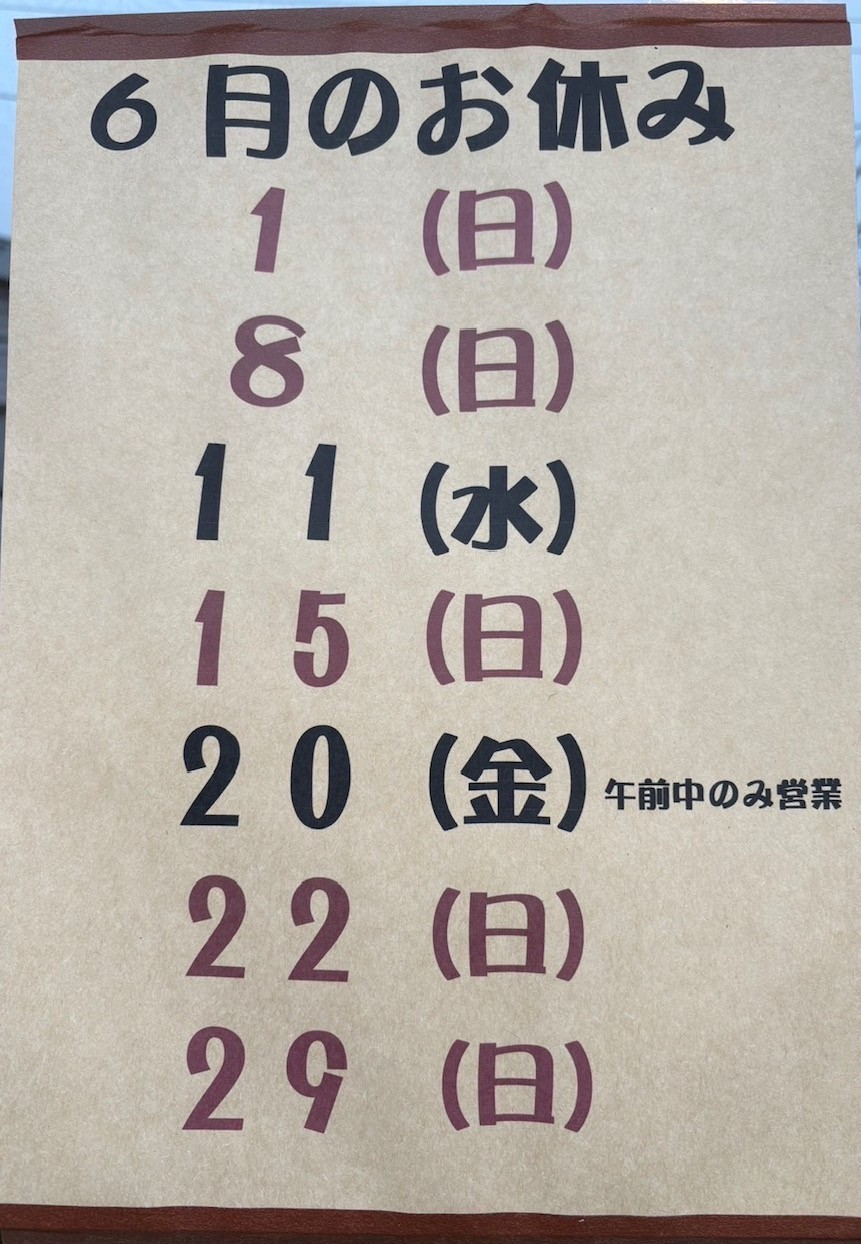 6月のお休み
1 (日)
8 (日)
11 (水)
15 (日)
20 (金) 午前中のみ営業
22 (日)
29 (日)